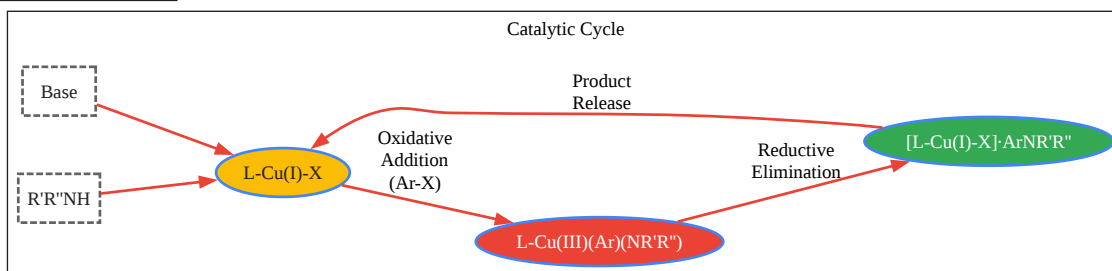 Catalytic Cycle
Base
R'R''NH
L-Cu(I)-X
Product
Release
Oxidative
Addition
(Ar-X)
Reductive
Elimination
[L-Cu(I)-X]·ArNR'R''
L-Cu(III)(Ar)(NR'R'')